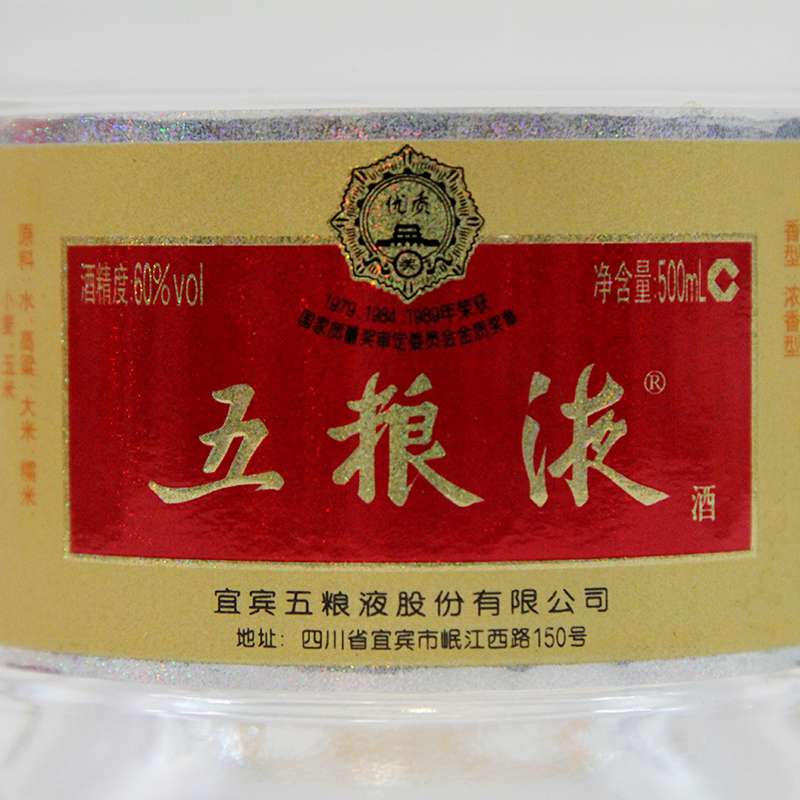 优质
酒精度:60%vol
净含量:500mL
1979、1984、1989年荣获
国家质量奖审定委员会金质奖章
五粮液®
酒
宜宾五粮液股份有限公司
地址: 四川省宜宾市岷江西路150号
原料 水、高粱、大米、糯米
小麦、玉米
香型 浓香型